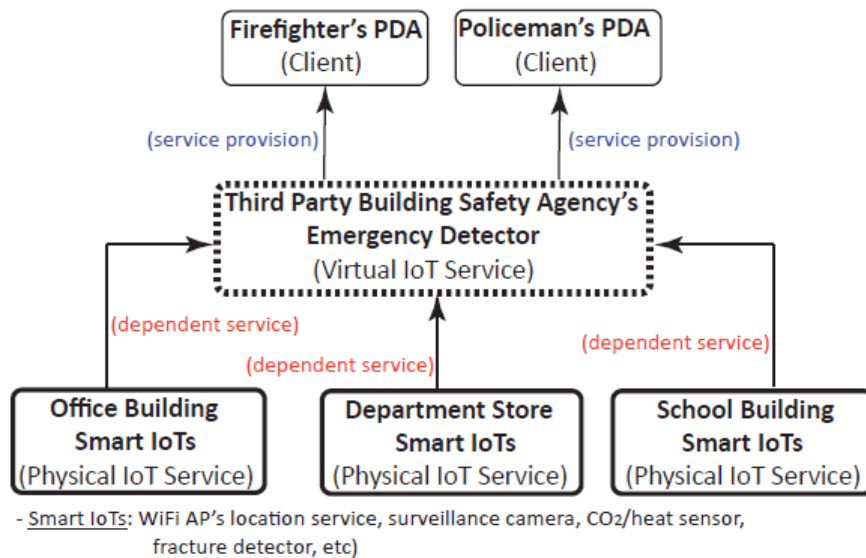 Firefighter's PDA
(Client)
Policeman's PDA
(Client)
(service provision)
(service provision)
Third Party Building Safety Agency's
Emergency Detector
(Virtual IoT Service)
(dependent service)
(dependent service)
(dependent service)
Office Building
Smart IoTs
(Physical IoT Service)
Department Store
Smart IoTs
(Physical IoT Service)
School Building
Smart IoTs
(Physical IoT Service)
- Smart IoTs: WiFi AP's location service, surveillance camera, CO₂/heat sensor,
fracture detector, etc)